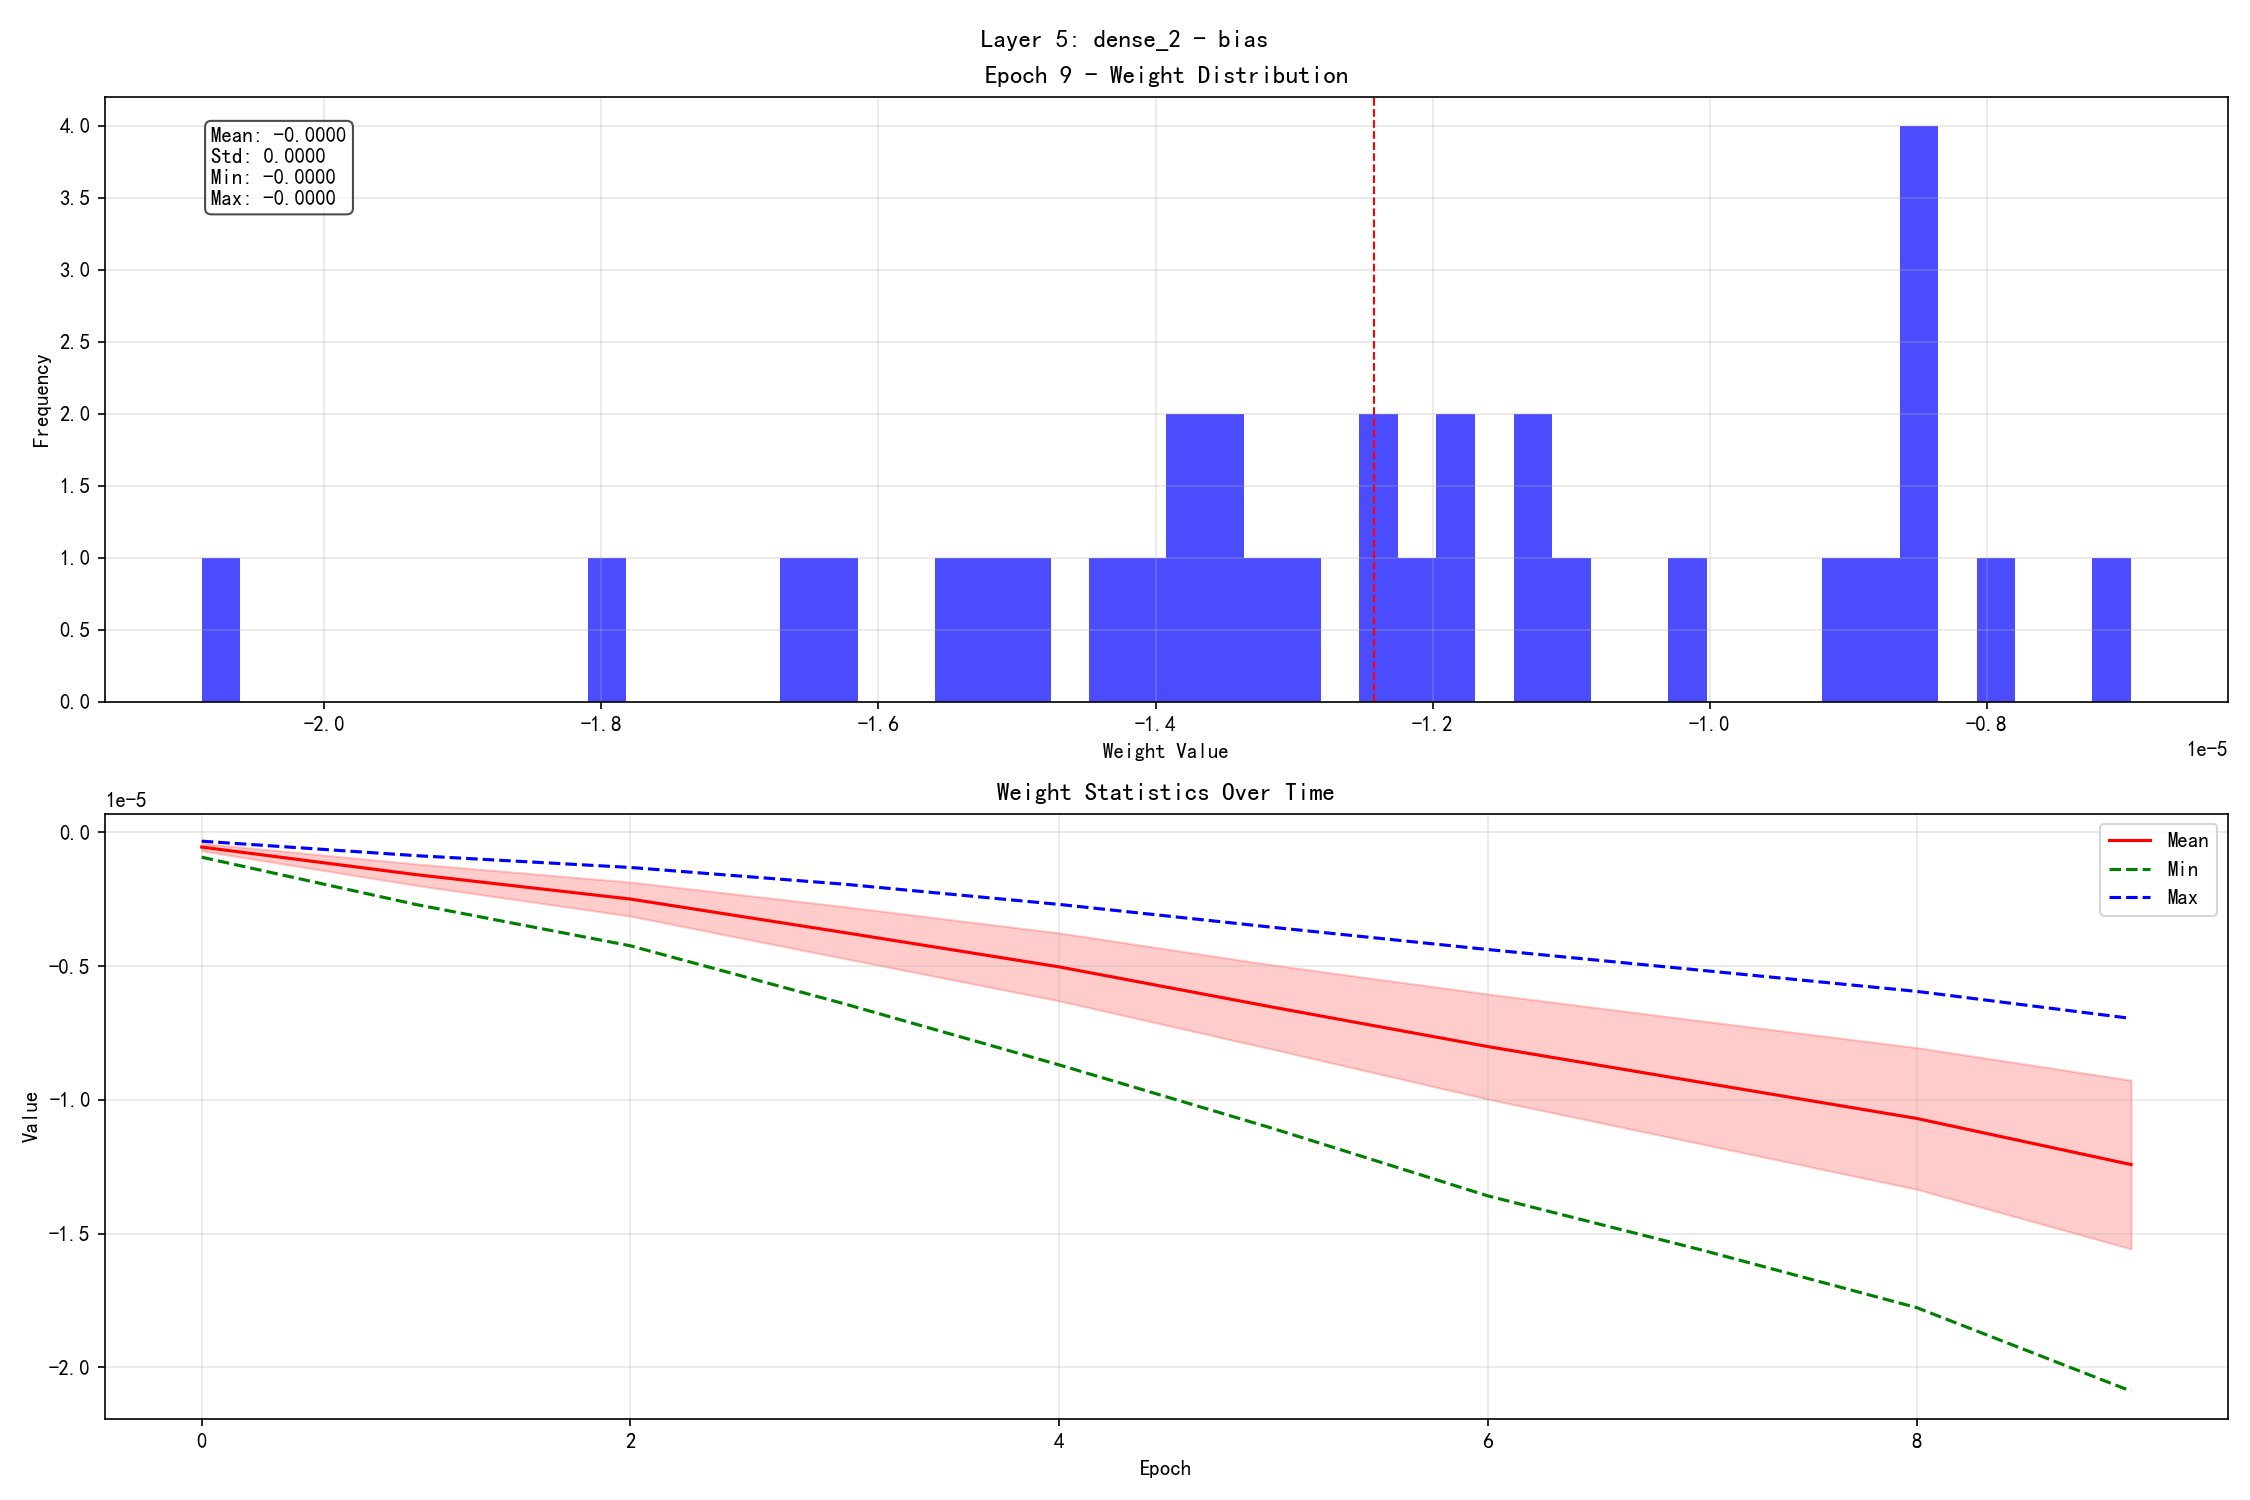 Layer 5: dense_2 - bias
Epoch 9 - Weight Distribution
Mean: -0.0000
Std: 0.0000
Min: -0.0000
Max: -0.0000
4.0
3.5
3.0
2.5
2.0
1.5
1.0
0.5
0.0
Frequency
-2.0 -1.8 -1.6 -1.4 -1.2 -1.0 -0.8
1e-5
Weight Value
Weight Statistics Over Time
1e-5
0.0
-0.5
-1.0
-1.5
-2.0
Value
Mean
Min
Max
0 2 4 6 8
Epoch